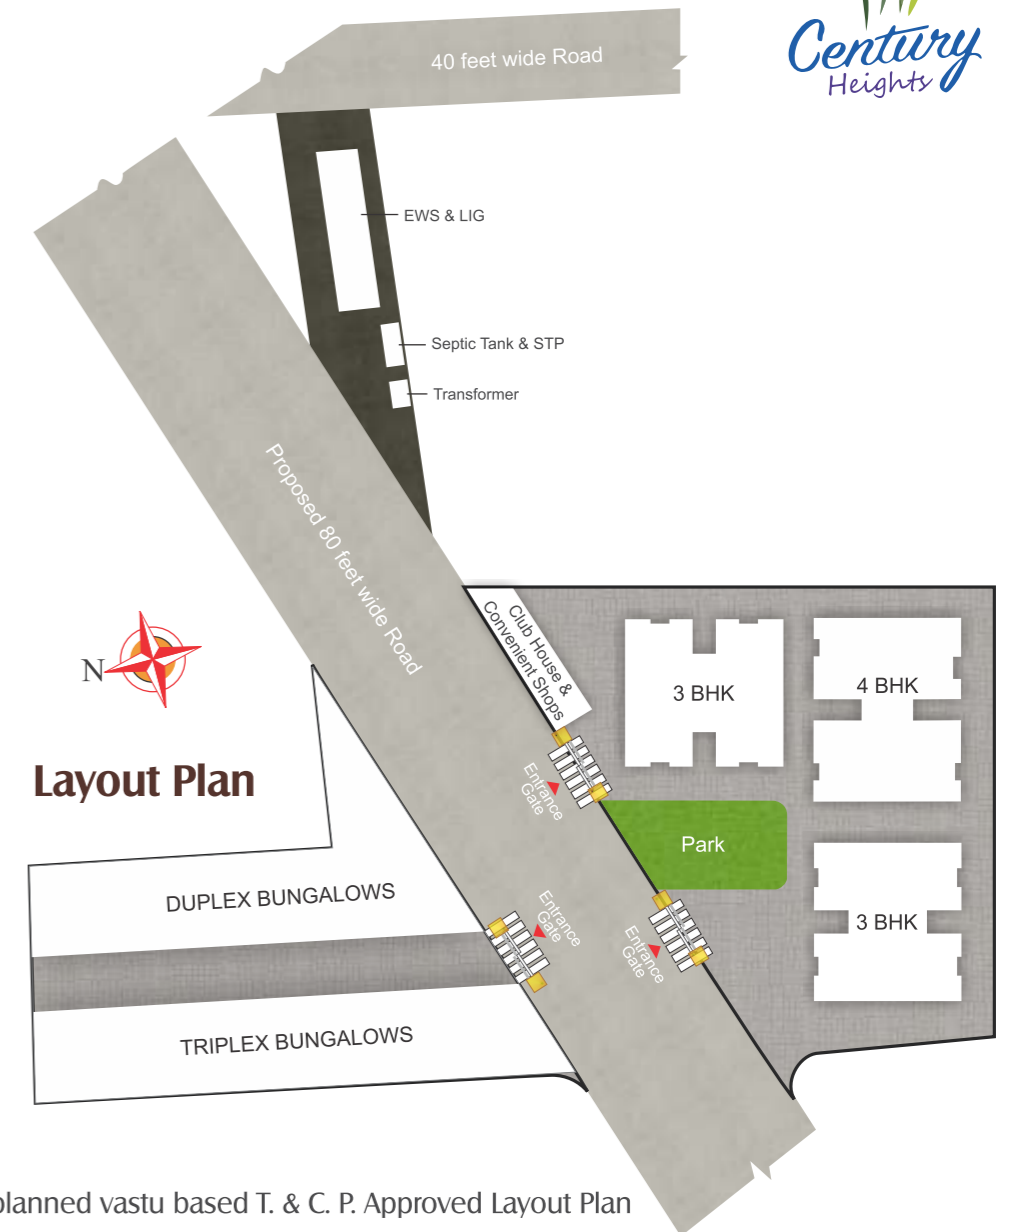 Century
Heights
40 feet wide Road
EWS & LIG
Septic Tank & STP
Transformer
Proposed 80 feet wide Road
Club House &
Convenient Shops
N
3 BHK
4 BHK
Layout Plan
Entrance
Gate
Park
DUPLEX BUNGALOWS
Entrance
Gate
Entrance
Gate
3 BHK
TRIPLEX BUNGALOWS
planned vastu based T. & C. P. Approved Layout Plan